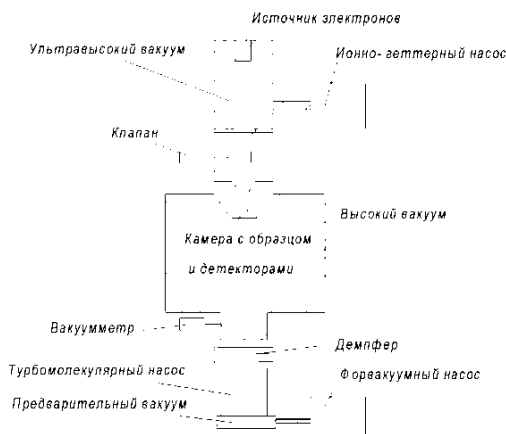 Источник электронов
Ультравысокий вакуум
Ионно-геттерный насос
Клапан
Высокий вакуум
Камера с образцом
и детекторами
Вакуумметр
Демпфер
Турбомолекулярный насос
Форвакуумный насос
Предварительный вакуум